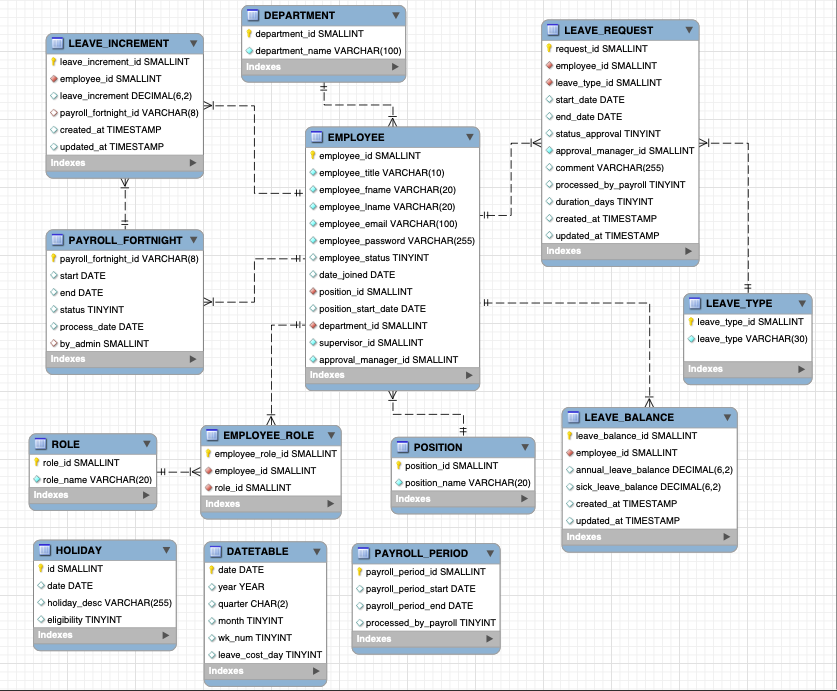 DEPARTMENT
department_id SMALLINT
department_name VARCHAR(100)
Indexes
LEAVE_INCREMENT
leave_increment_id SMALLINT
employee_id SMALLINT
leave_increment DECIMAL(6,2)
payroll_fortnight_id VARCHAR(8)
created_at TIMESTAMP
updated_at TIMESTAMP
Indexes
LEAVE_REQUEST
request_id SMALLINT
employee_id SMALLINT
leave_type_id SMALLINT
start_date DATE
end_date DATE
status_approval TINYINT
approval_manager_id SMALLINT
comment VARCHAR(255)
processed_by_payroll TINYINT
duration_days TINYINT
created_at TIMESTAMP
updated_at TIMESTAMP
Indexes
EMPLOYEE
employee_id SMALLINT
employee_title VARCHAR(10)
employee_fname VARCHAR(20)
employee_lname VARCHAR(20)
employee_email VARCHAR(100)
employee_password VARCHAR(255)
employee_status TINYINT
date_joined DATE
position_id SMALLINT
position_start_date DATE
department_id SMALLINT
supervisor_id SMALLINT
approval_manager_id SMALLINT
Indexes
PAYROLL_FORTNIGHT
payroll_fortnight_id VARCHAR(8)
start DATE
end DATE
status TINYINT
process_date DATE
by_admin SMALLINT
Indexes
LEAVE_TYPE
leave_type_id SMALLINT
leave_type VARCHAR(30)
Indexes
LEAVE_BALANCE
leave_balance_id SMALLINT
employee_id SMALLINT
annual_leave_balance DECIMAL(6,2)
sick_leave_balance DECIMAL(6,2)
created_at TIMESTAMP
updated_at TIMESTAMP
Indexes
ROLE
role_id SMALLINT
role_name VARCHAR(20)
Indexes
EMPLOYEE_ROLE
employee_role_id SMALLINT
employee_id SMALLINT
role_id SMALLINT
Indexes
POSITION
position_id SMALLINT
position_name VARCHAR(20)
Indexes
HOLIDAY
id SMALLINT
date DATE
holiday_desc VARCHAR(255)
eligibility TINYINT
Indexes
DATETABLE
date DATE
year YEAR
quarter CHAR(2)
month TINYINT
wk_num TINYINT
leave_cost_day TINYINT
Indexes
PAYROLL_PERIOD
payroll_period_id SMALLINT
payroll_period_start DATE
payroll_period_end DATE
processed_by_payroll TINYINT
Indexes